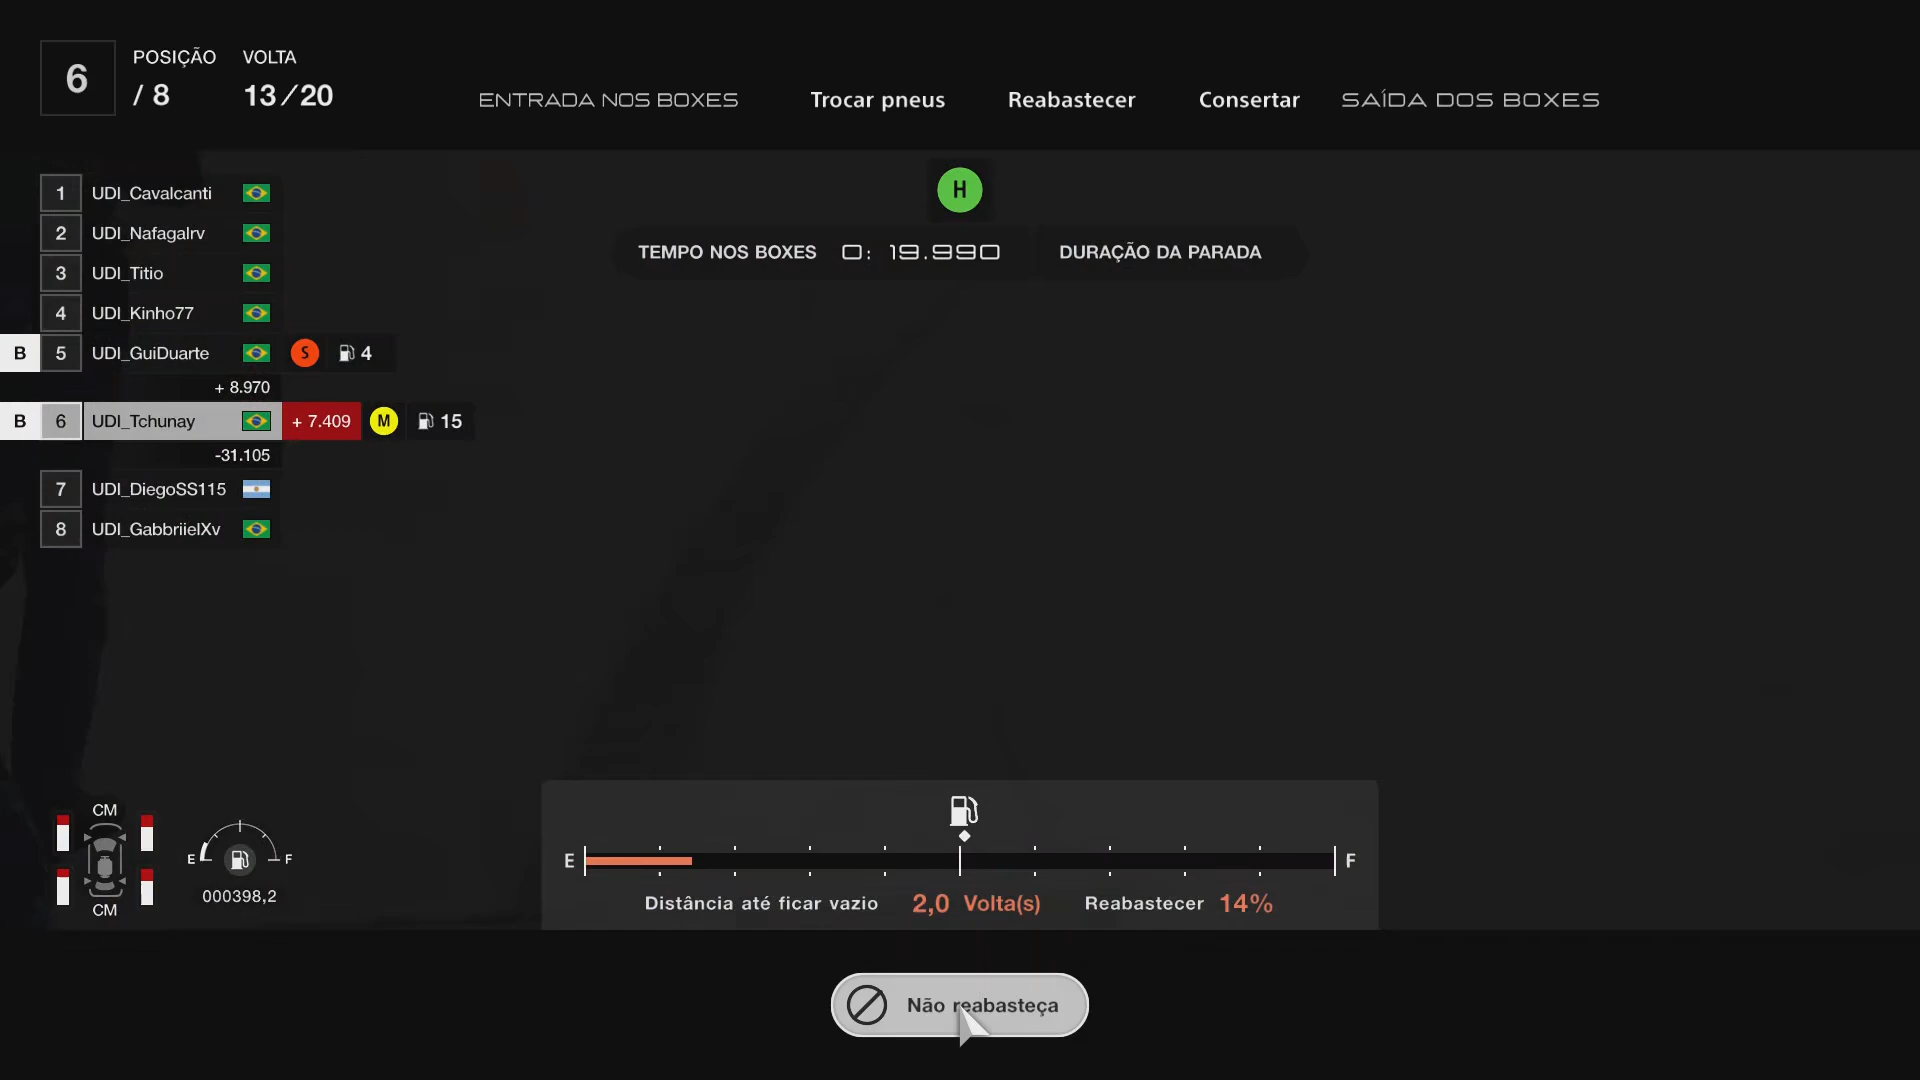 6
POSIÇÃO VOLTA
/ 8 13/20
ENTRADA NOS BOXES Trocar pneus Reabastecer Consertar SAÍDA DOS BOXES
H
TEMPO NOS BOXES 0: 19.990 DURAÇÃO DA PARADA
1 UDI_Cavalcanti
2 UDI_Nafagalrv
3 UDI_Titio
4 UDI_Kinho77
B 5 UDI_GuiDuarte S 4
+ 8.970
B 6 UDI_Tchunay + 7.409 M 15
-31.105
7 UDI_DiegoSS115
8 UDI_GabbriielXv
CM
E F
000398,2
CM
E F
Distância até ficar vazio 2,0 Volta(s) Reabastecer 14%
Não reabasteça